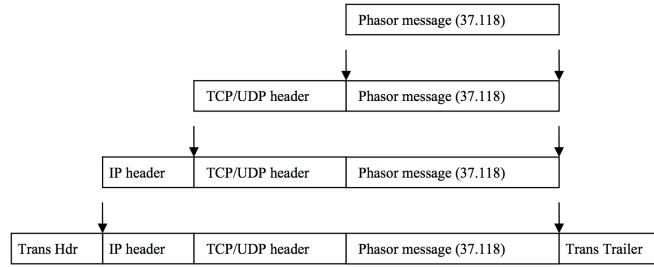 Phasor message (37.118)
TCP/UDP header Phasor message (37.118)
IP header TCP/UDP header Phasor message (37.118)
Trans Hdr IP header TCP/UDP header Phasor message (37.118) Trans Trailer